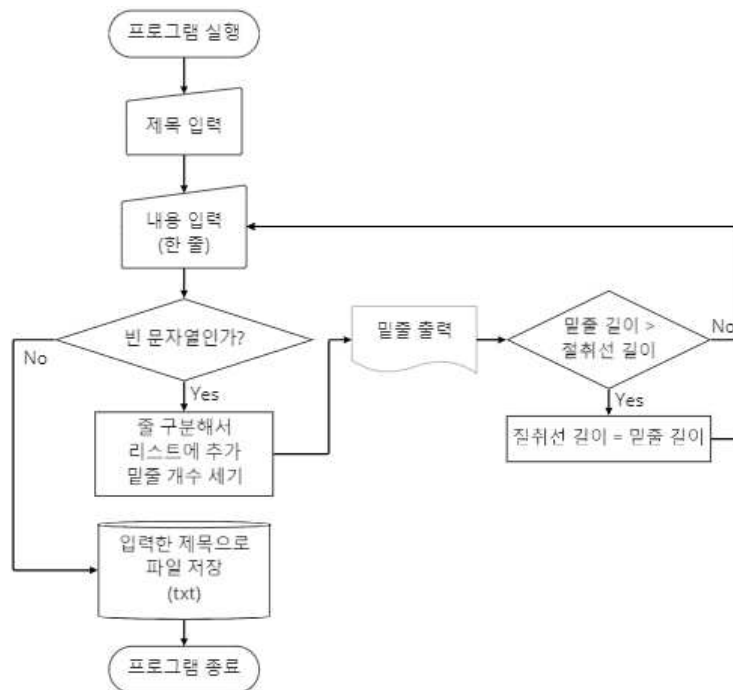 프로그램 실행
제목 입력
내용 입력
(한 줄)
빈 문자열인가?
No
Yes
줄 구분해서
리스트에 추가
밑줄 개수 세기
밑줄 출력
밑줄 길이 >
절취선 길이
No
Yes
절취선 길이 = 밑줄 길이
입력한 제목으로
파일 저장
(txt)
프로그램 종료